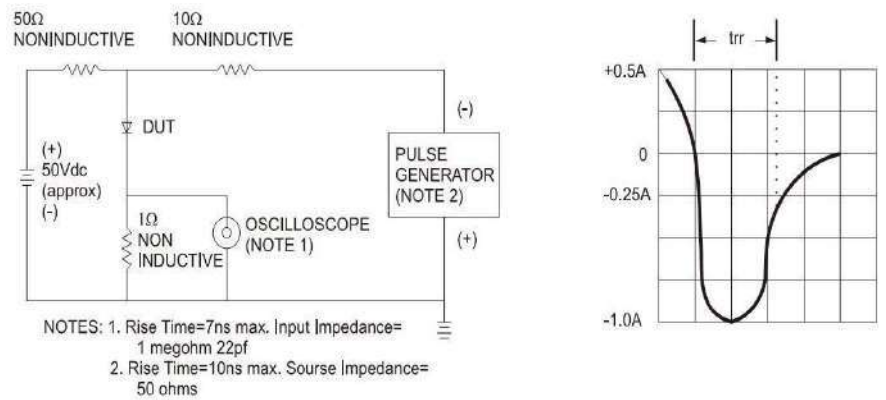 50Ω
NONINDUCTIVE
10Ω
NONINDUCTIVE
DUT
(+)
50Vdc
(approx)
(-)
1Ω
NON
INDUCTIVE
OSCILLOSCOPE
(NOTE 1)
(-)
PULSE
GENERATOR
(NOTE 2)
(+)
NOTES: 1. Rise Time=7ns max. Input Impedance=
1 megohm 22pf
2. Rise Time=10ns max. Sourse Impedance=
50 ohms
trr
+0.5A
0
-0.25A
-1.0A